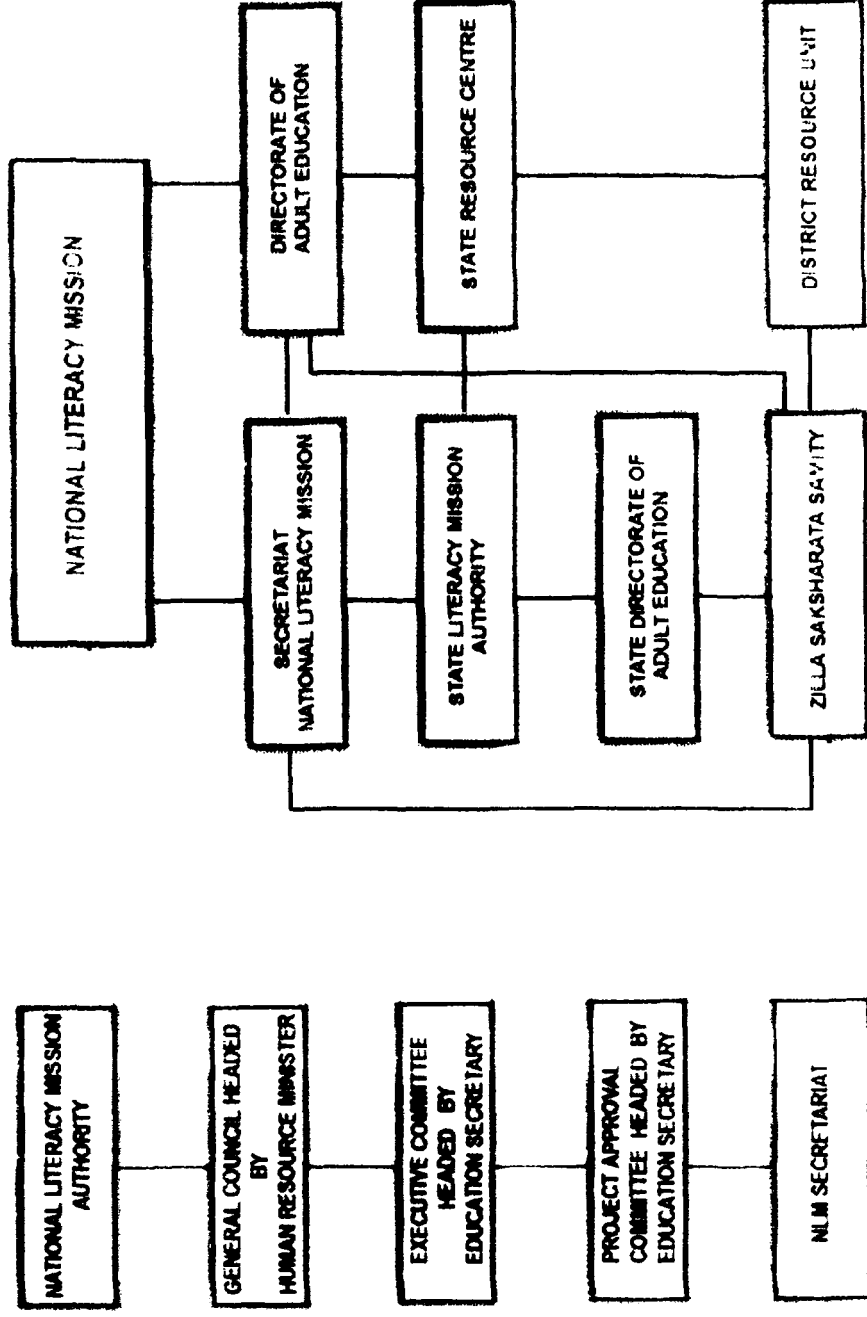 NATIONAL LITERACY MISSION
AUTHORITY
GENERAL COUNCIL HEADED
BY
HUMAN RESOURCE MINISTER
EXECUTIVE COMMITTEE
HEADED BY
EDUCATION SECRETARY
PROJECT APPROVAL
COMMITTEE HEADED BY
EDUCATION SECRETARY
NLM SECRETARIAT
NATIONAL LITERACY MISSION
SECRETARIAT
NATIONAL LITERACY MISSION
DIRECTORATE OF
ADULT EDUCATION
STATE LITERACY MISSION
AUTHORITY
STATE RESOURCE CENTRE
STATE DIRECTORATE OF
ADULT EDUCATION
ZILLA SAKSHARATA SAMITY
DISTRICT RESOURCE UNIT